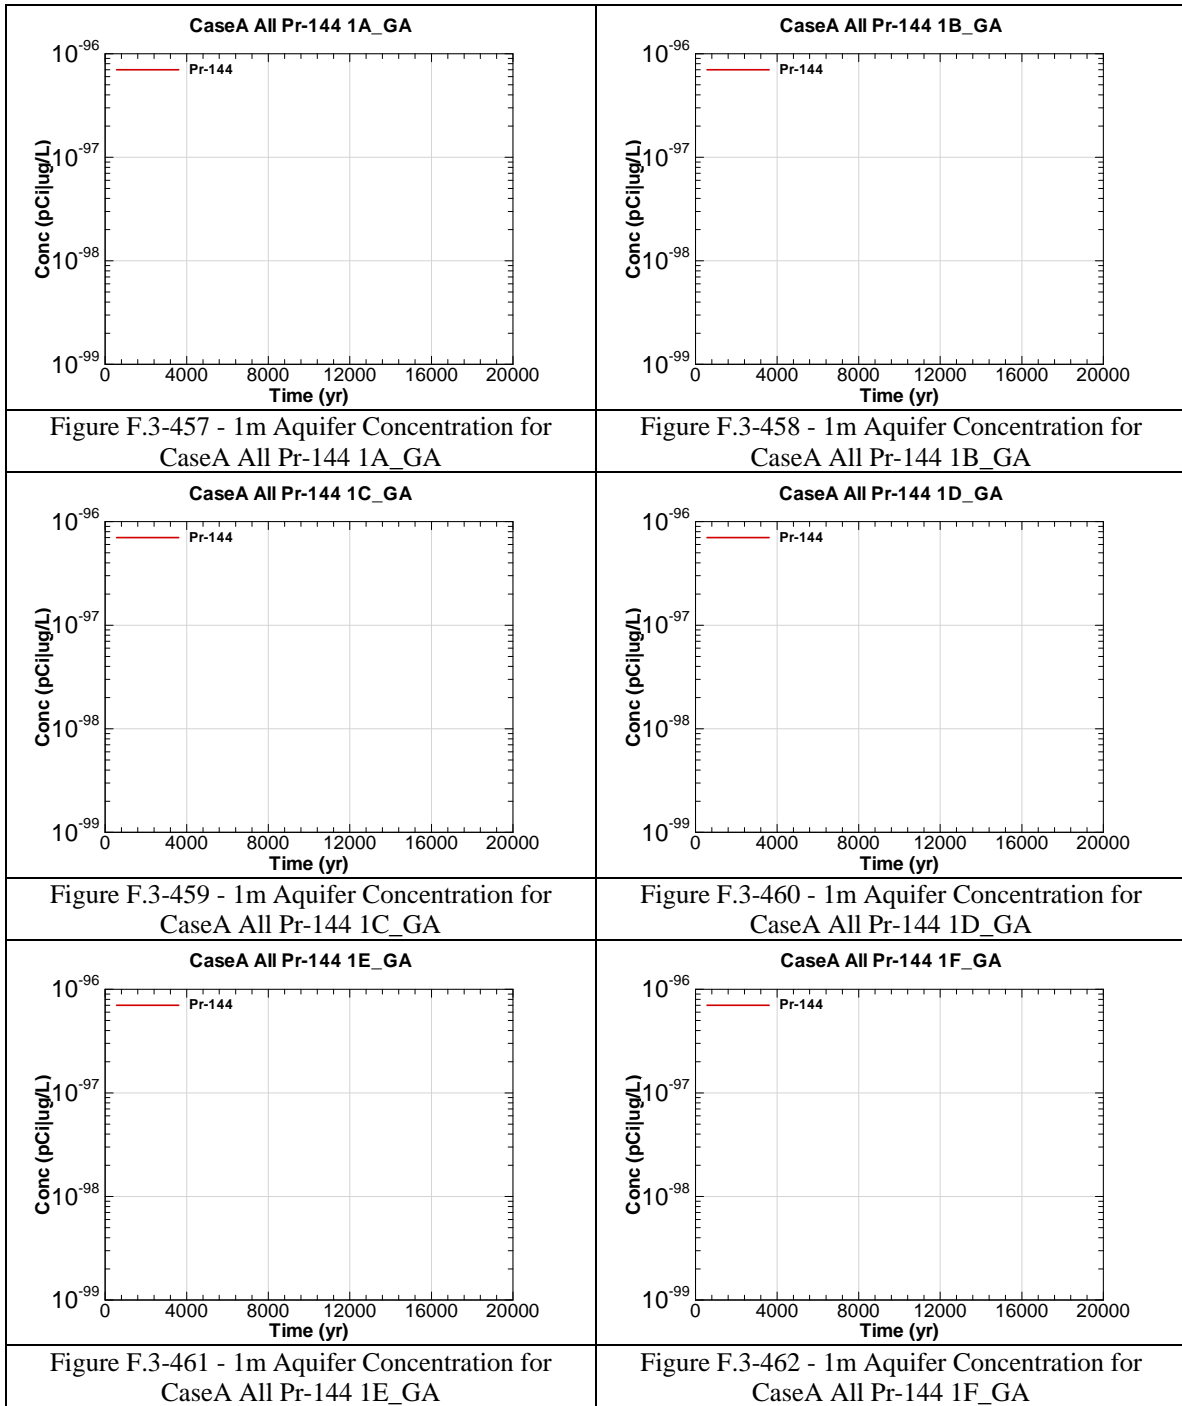 CaseA All Pr-144 1A_GA
10-96
Pr-144
10-97
Conc (pCi|ug/L)
10-98
10-99
0 4000 8000 12000 16000 20000
Time (yr)
Figure F.3-457 - 1m Aquifer Concentration for
CaseA All Pr-144 1A_GA
CaseA All Pr-144 1B_GA
10-96
Pr-144
10-97
Conc (pCi|ug/L)
10-98
10-99
0 4000 8000 12000 16000 20000
Time (yr)
Figure F.3-458 - 1m Aquifer Concentration for
CaseA All Pr-144 1B_GA
CaseA All Pr-144 1C_GA
10-96
Pr-144
10-97
Conc (pCi|ug/L)
10-98
10-99
0 4000 8000 12000 16000 20000
Time (yr)
Figure F.3-459 - 1m Aquifer Concentration for
CaseA All Pr-144 1C_GA
CaseA All Pr-144 1D_GA
10-96
Pr-144
10-97
Conc (pCi|ug/L)
10-98
10-99
0 4000 8000 12000 16000 20000
Time (yr)
Figure F.3-460 - 1m Aquifer Concentration for
CaseA All Pr-144 1D_GA
CaseA All Pr-144 1E_GA
10-96
Pr-144
10-97
Conc (pCi|ug/L)
10-98
10-99
0 4000 8000 12000 16000 20000
Time (yr)
Figure F.3-461 - 1m Aquifer Concentration for
CaseA All Pr-144 1E_GA
CaseA All Pr-144 1F_GA
10-96
Pr-144
10-97
Conc (pCi|ug/L)
10-98
10-99
0 4000 8000 12000 16000 20000
Time (yr)
Figure F.3-462 - 1m Aquifer Concentration for
CaseA All Pr-144 1F_GA